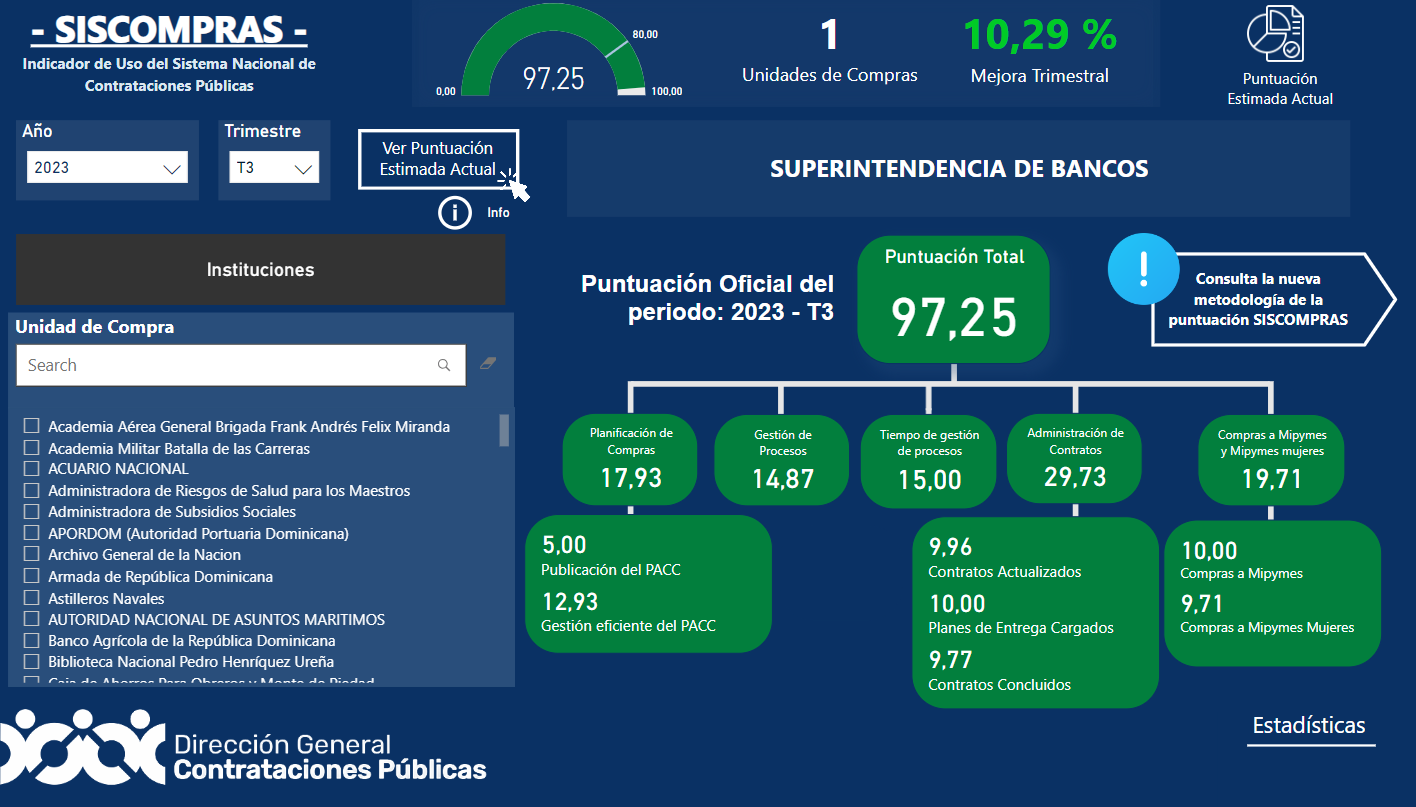 - SISCOMPRAS -
Indicador de Uso del Sistema Nacional de
Contrataciones Públicas
0,00
97,25
80,00
100,00
1
Unidades de Compras
10,29 %
Mejora Trimestral
Puntuación
Estimada Actual
Año
2023
Trimestre
T3
Ver Puntuación
Estimada Actual
i
Info
SUPERINTENDENCIA DE BANCOS
Instituciones
Unidad de Compra
Search
Academia Aérea General Brigada Frank Andrés Felix Miranda
Academia Militar Batalla de las Carreras
ACUARIO NACIONAL
Administradora de Riesgos de Salud para los Maestros
Administradora de Subsidios Sociales
APORDOM (Autoridad Portuaria Dominicana)
Archivo General de la Nacion
Armada de República Dominicana
Astilleros Navales
AUTORIDAD NACIONAL DE ASUNTOS MARITIMOS
Banco Agrícola de la República Dominicana
Biblioteca Nacional Pedro Henríquez Ureña
Caja de Ahorros Para Obreros y Monte de Piedad
Puntuación Oficial del
periodo: 2023 - T3
Puntuación Total
97,25
!
Consulta la nueva
metodología de la
puntuación SISCOMPRAS
Planificación de
Compras
17,93
Gestión de
Procesos
14,87
Tiempo de gestión
de procesos
15,00
Administración de
Contratos
29,73
Compras a Mipymes
y Mipymes mujeres
19,71
5,00
Publicación del PACC
12,93
Gestión eficiente del PACC
9,96
Contratos Actualizados
10,00
Planes de Entrega Cargados
9,77
Contratos Concluidos
10,00
Compras a Mipymes
9,71
Compras a Mipymes Mujeres
Estadísticas
Dirección General
Contrataciones Públicas